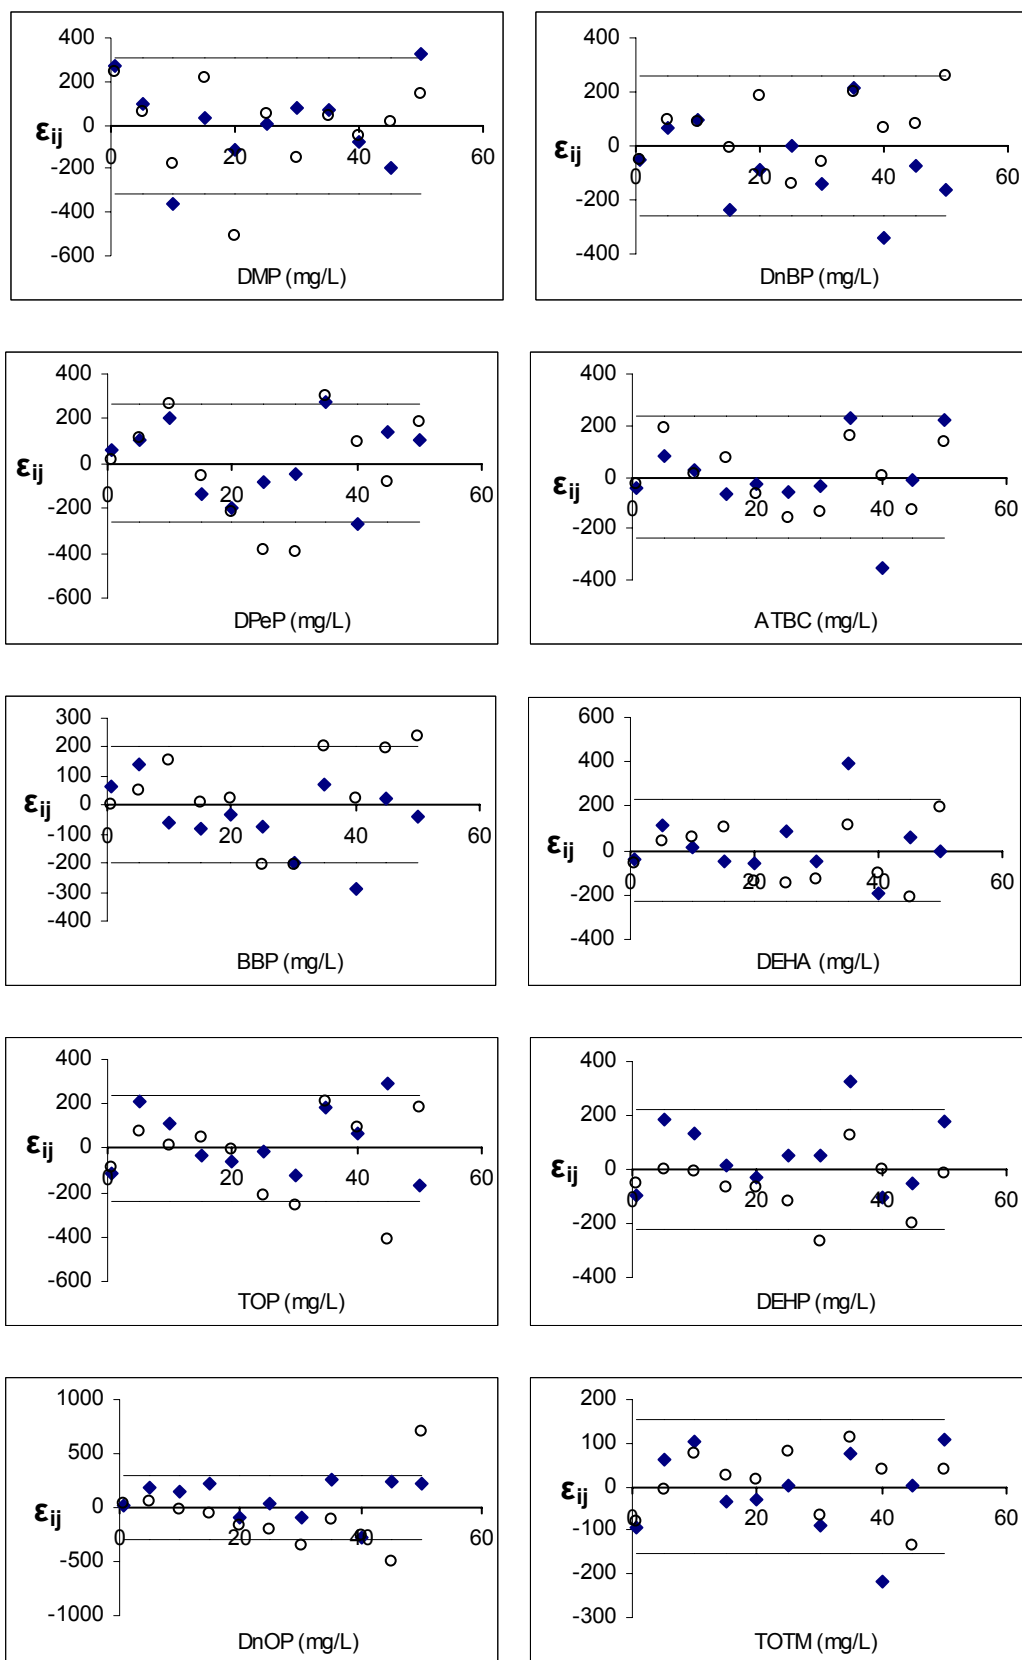 400
200
0
-200
-400
-600
εij
0 20 40 60
DMP (mg/L)
400
200
0
-200
-400
εij
0 20 40 60
DnBP (mg/L)
400
200
0
-200
-400
-600
εij
0 20 40 60
DPeP (mg/L)
400
200
0
-200
-400
εij
0 20 40 60
ATBC (mg/L)
300
200
100
0
-100
-200
-300
-400
εij
0 20 40 60
BBP (mg/L)
600
400
200
0
-200
-400
εij
0 20 40 60
DEHA (mg/L)
400
200
0
-200
-400
-600
εij
0 20 40 60
TOP (mg/L)
400
200
0
-200
-400
εij
0 20 40 60
DEHP (mg/L)
1000
500
0
-500
-1000
εij
0 20 40 60
DnOP (mg/L)
200
100
0
-100
-200
-300
εij
0 20 40 60
TOTM (mg/L)